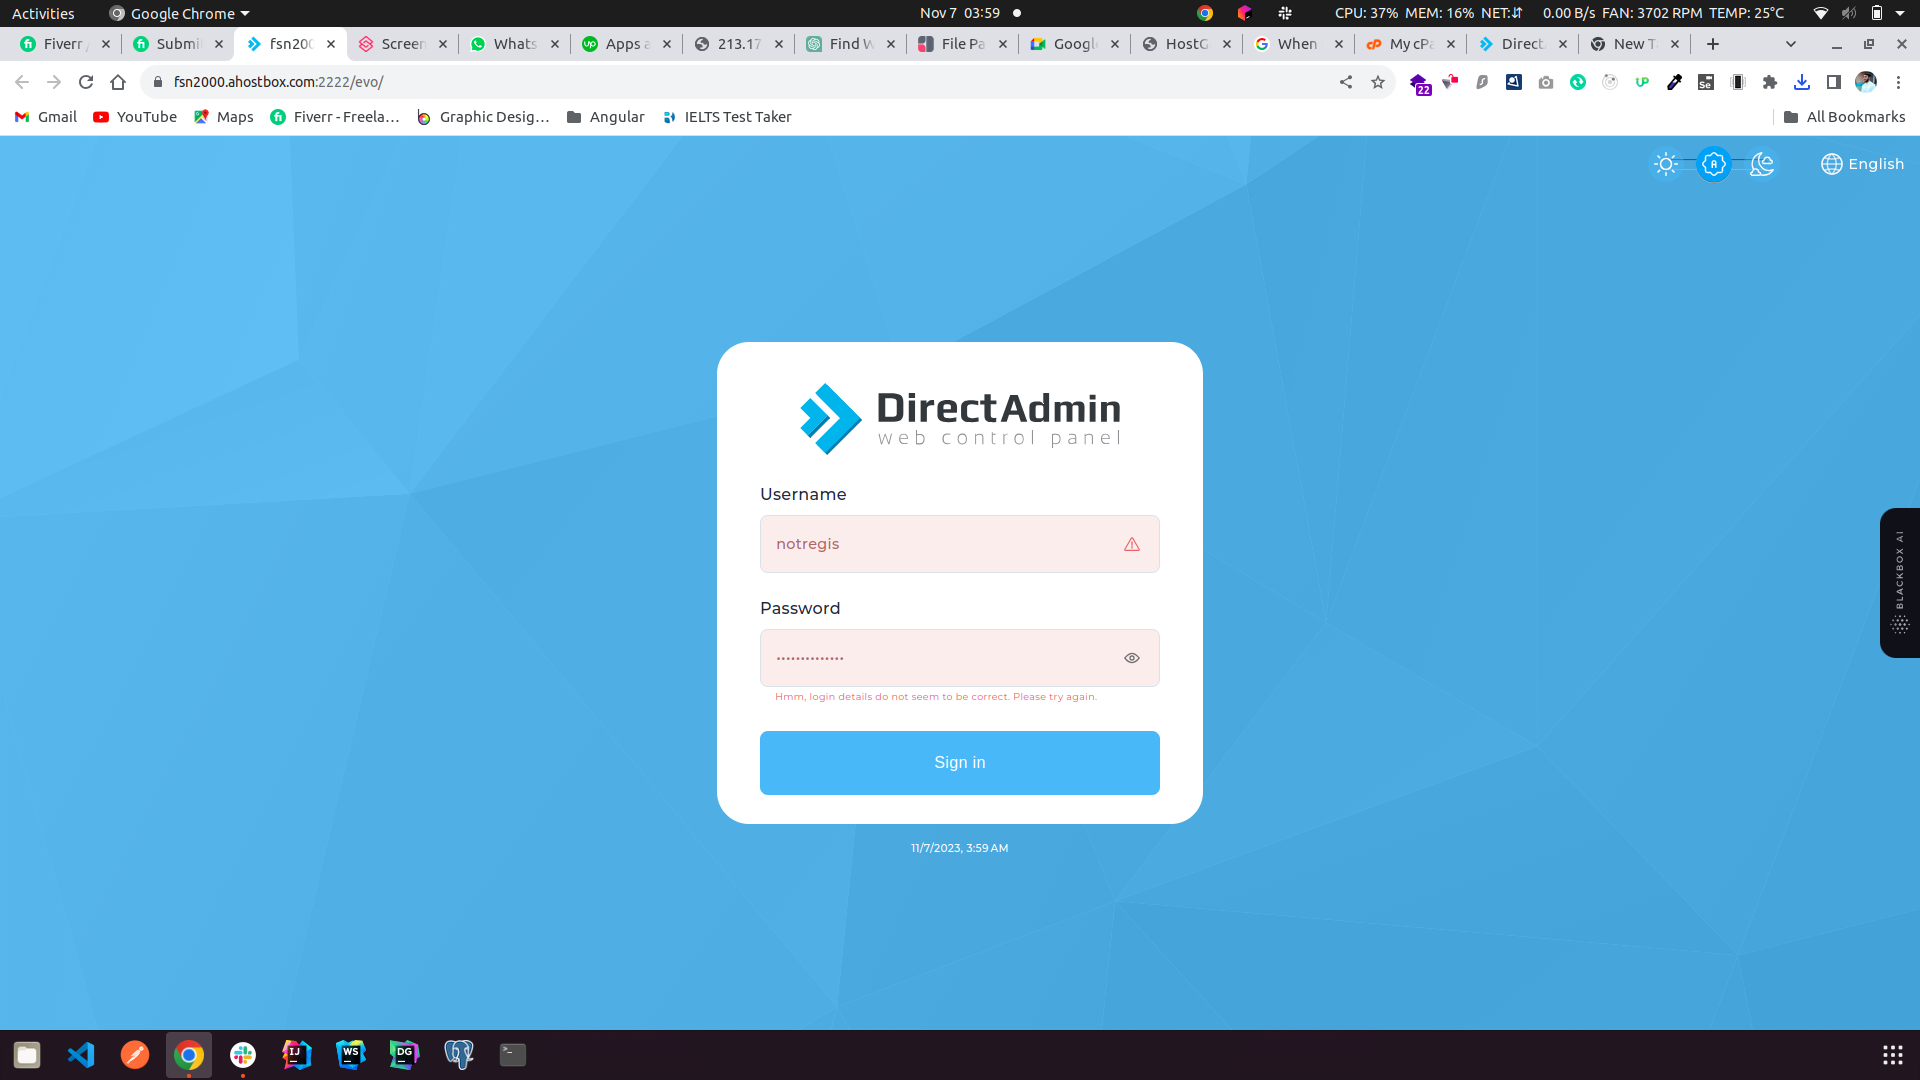 Activities
Google Chrome
Nov 7 03:59
CPU: 37% MEM: 16% NET:⇵ 0.00 B/s FAN: 3702 RPM TEMP: 25°C
Fiverr /
Submi
fsn200
Screen
Whats
Apps a
213.17
Find W
File Pa
Google
HostG
When
My cPa
Direct
New T
fsn2000.ahostbox.com:2222/evo/
22
Gmail
YouTube
Maps
Fiverr - Freela...
Graphic Desig...
Angular
IELTS Test Taker
All Bookmarks
English
DirectAdmin
web control panel
Username
notregis
Password
••••••••••••••
Hmm, login details do not seem to be correct. Please try again.
Sign in
11/7/2023, 3:59 AM
BLACKBOX AI